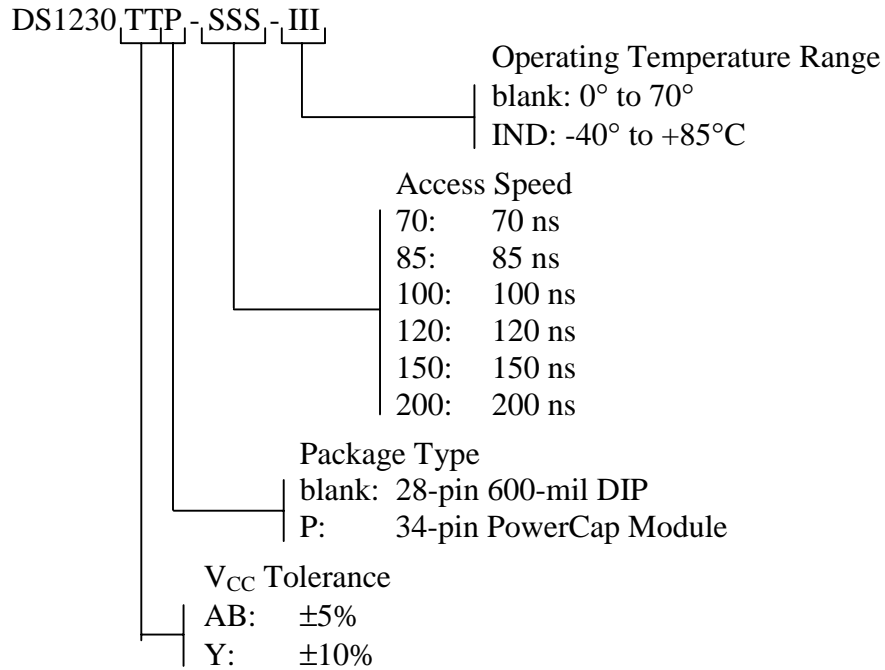 DS1230 TTP - SSS - III
Operating Temperature Range
blank: 0° to 70°
IND: -40° to +85°C
Access Speed
70: 70 ns
85: 85 ns
100: 100 ns
120: 120 ns
150: 150 ns
200: 200 ns
Package Type
blank: 28-pin 600-mil DIP
P: 34-pin PowerCap Module
VCC Tolerance
AB: ±5%
Y: ±10%